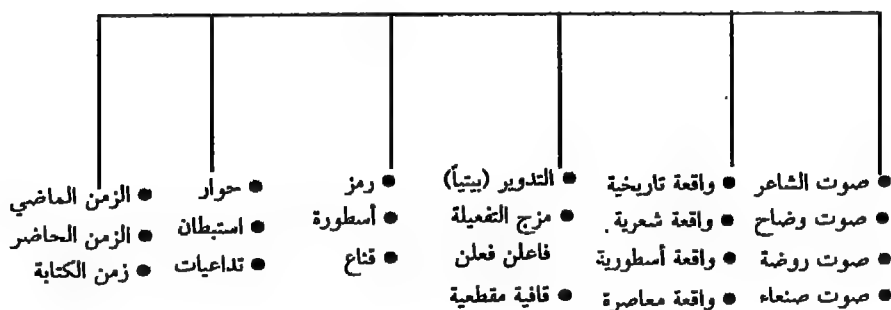 ● صوت الشاعر
● صوت وضاح
● صوت روضة
● صوت صنعاء
● واقعة تاريخية
● واقعة شعرية
● واقعة أسطورية
● واقعة معاصرة
● التدوير (بيتياً)
● مزج التفعيلة
فاعلن فعلن
● قافية مقطعية
● رمز
● أسطورة
● قناع
● حوار
● استبطان
● تداعيات
● الزمن الماضي
● الزمن الحاضر
● زمن الكتابة